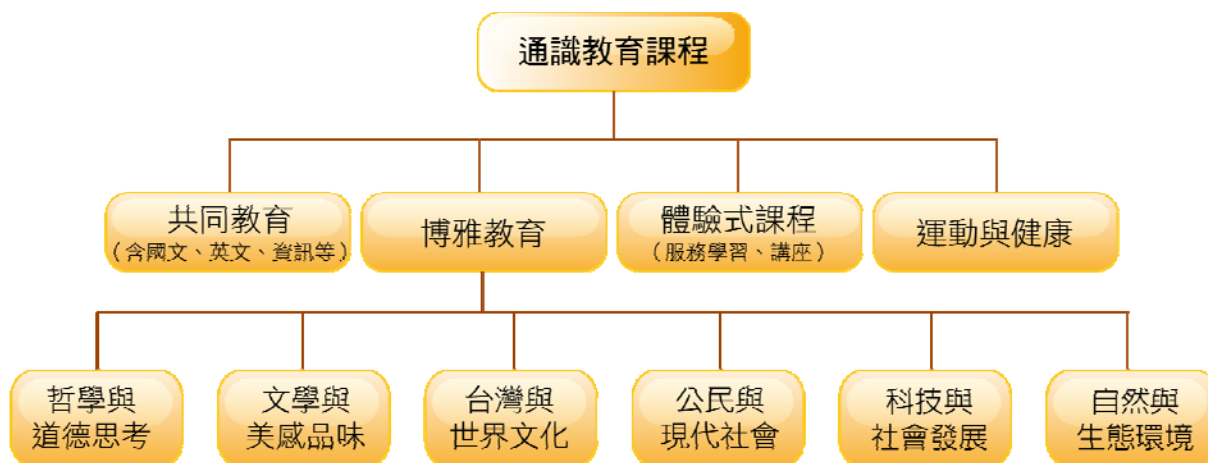 通識教育課程
共同教育
（含國文、英文、資訊等）
博雅教育
體驗式課程
（服務學習、講座）
運動與健康
哲學與
道德思考
文學與
美感品味
台灣與
世界文化
公民與
現代社會
科技與
社會發展
自然與
生態環境